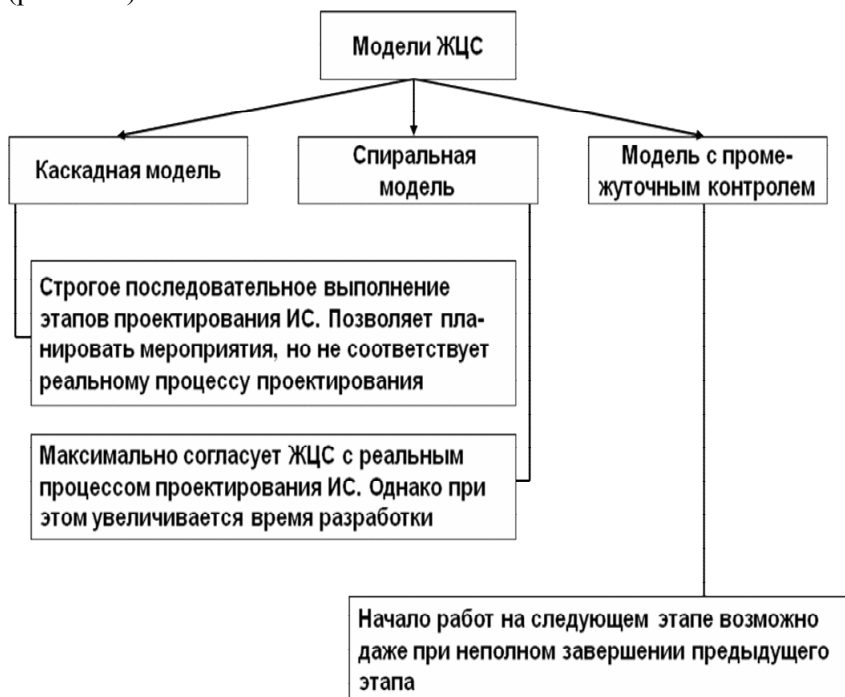 Модели ЖЦС
Каскадная модель
Спиральная
модель
Модель с проме-
жуточным контролем
Строгое последовательное выполнение
этапов проектирования ИС. Позволяет пла-
нировать мероприятия, но не соответствует
реальному процессу проектирования
Максимально согласует ЖЦС с реальным
процессом проектирования ИС. Однако при
этом увеличивается время разработки
Начало работ на следующем этапе возможно
даже при неполном завершении предыдущего
этапа